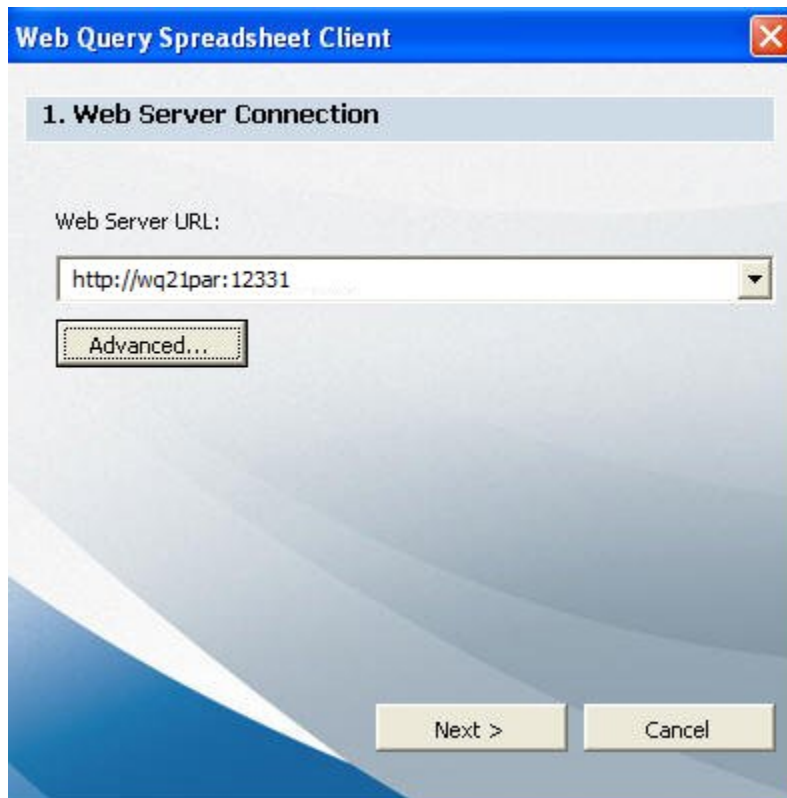 Web Query Spreadsheet Client
1. Web Server Connection
Web Server URL:
http://wq21par:12331
Advanced...
Next > Cancel